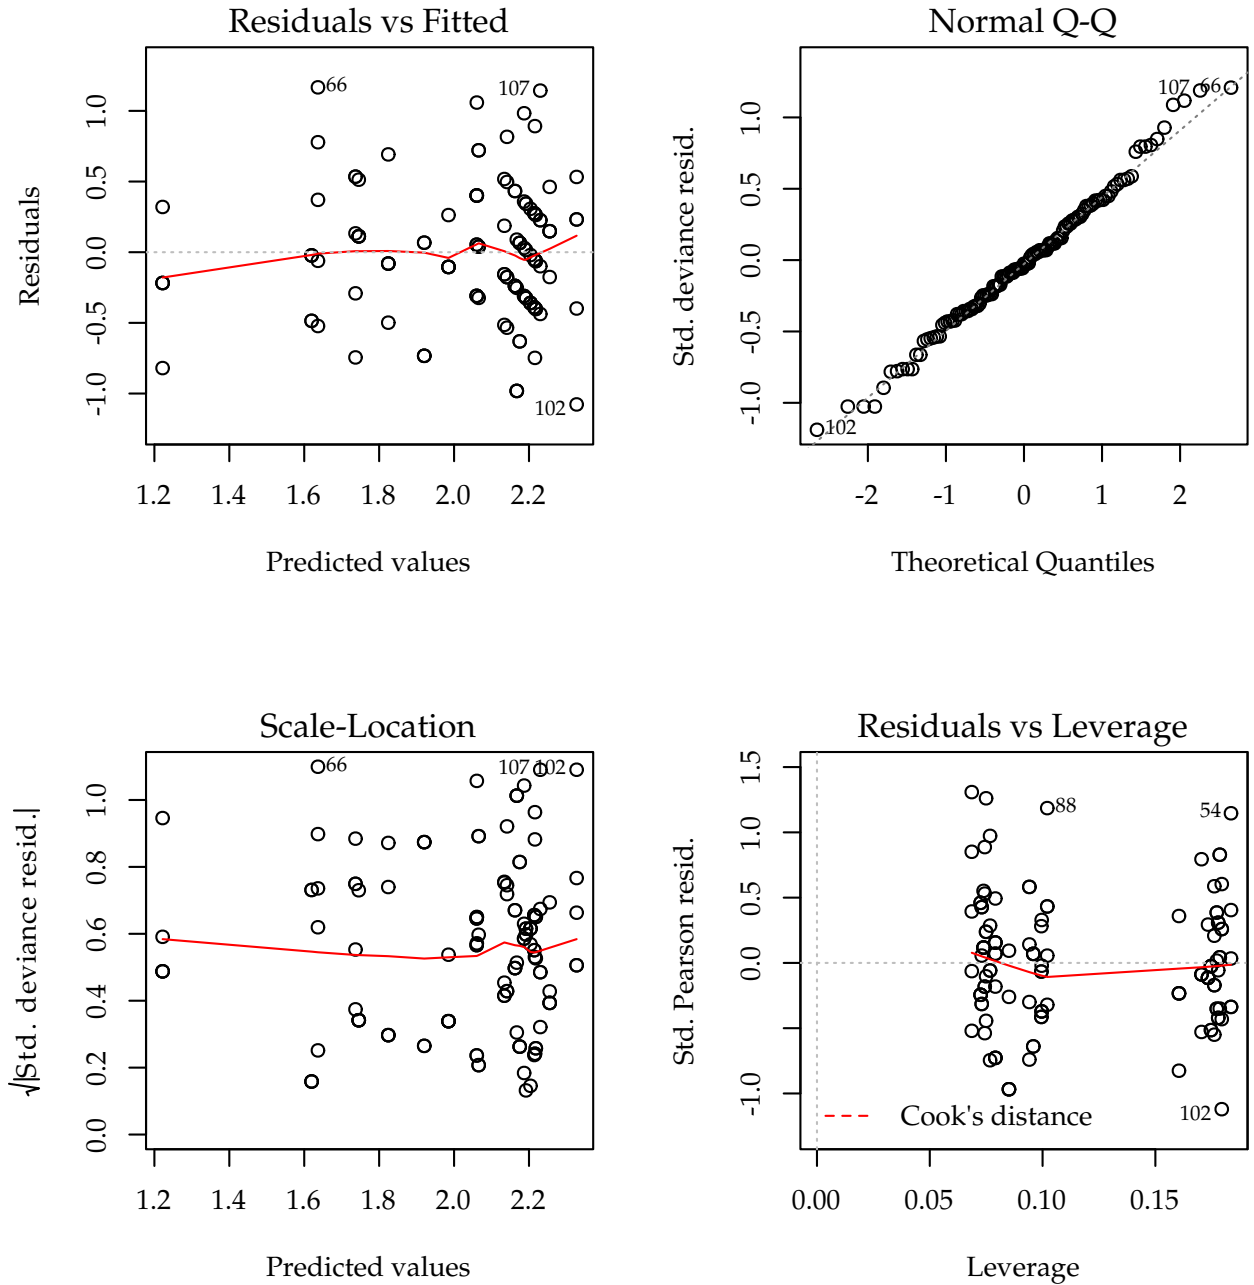 Residuals vs Fitted
Residuals
1.0
0.5
0.0
-0.5
-1.0
66
107
102
1.2 1.4 1.6 1.8 2.0 2.2
Predicted values
Normal Q-Q
Std. deviance resid.
1.0
0.5
0.0
-0.5
-1.0
107 66
102
-2 -1 0 1 2
Theoretical Quantiles
Scale-Location
√|Std. deviance resid.|
1.0
0.8
0.6
0.4
0.2
0.0
66
107 102
1.2 1.4 1.6 1.8 2.0 2.2
Predicted values
Residuals vs Leverage
Std. Pearson resid.
1.5
1.0
0.5
0.0
-1.0
88
54
102
Cook's distance
0.00 0.05 0.10 0.15
Leverage